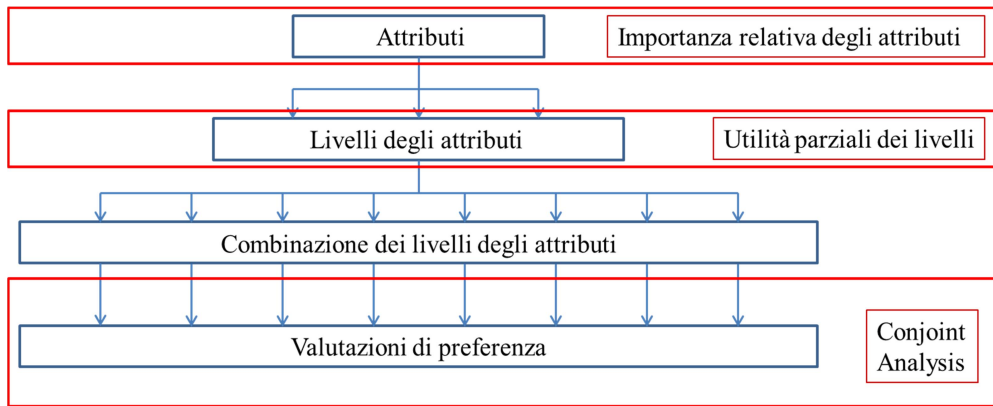 Attributi
Importanza relativa degli attributi
Livelli degli attributi
Utilità parziali dei livelli
Combinazione dei livelli degli attributi
Valutazioni di preferenza
Conjoint
Analysis